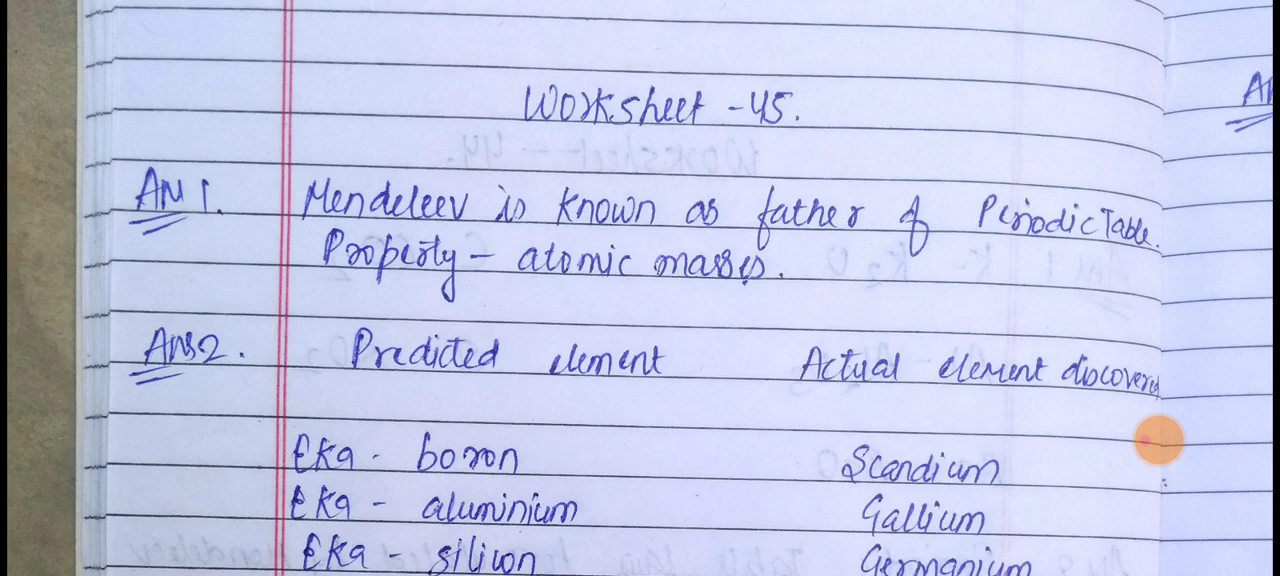 Worksheet - 45.
AN 1. Mendeleev is known as father of Periodic Table.
Property - atomic masses.
Ans 2. Predicted element Actual element discovered
Eka - boron Scandium
Eka - aluminium Gallium
Eka - silicon Germanium